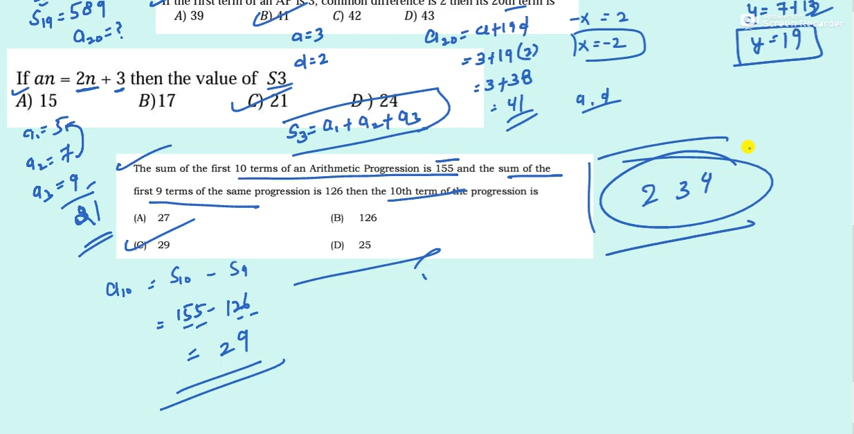 S19 = 589
a20 = ?
If the first term of an AP is 3, common difference is 2 then its 20th term is
A) 39 (B) 41 C) 42 D) 43
a = 3
d = 2
a20 = a+19d
= 3+19(2)
= 3+38
= 41
-x = 2
x = -2
y = 7+12
y = 19
a, d
Screen Recorder
If an = 2n + 3 then the value of S3
A) 15 B)17 C) 21 D ) 24
S3 = a1 + a2 + a3
a1 = 5
a2 = 7
a3 = 9
21
The sum of the first 10 terms of an Arithmetic Progression is 155 and the sum of the
first 9 terms of the same progression is 126 then the 10th term of the progression is
(A) 27 (B) 126
(C) 29 (D) 25
a10 = S10 - S9
= 155 - 126
= 29
2 3 4